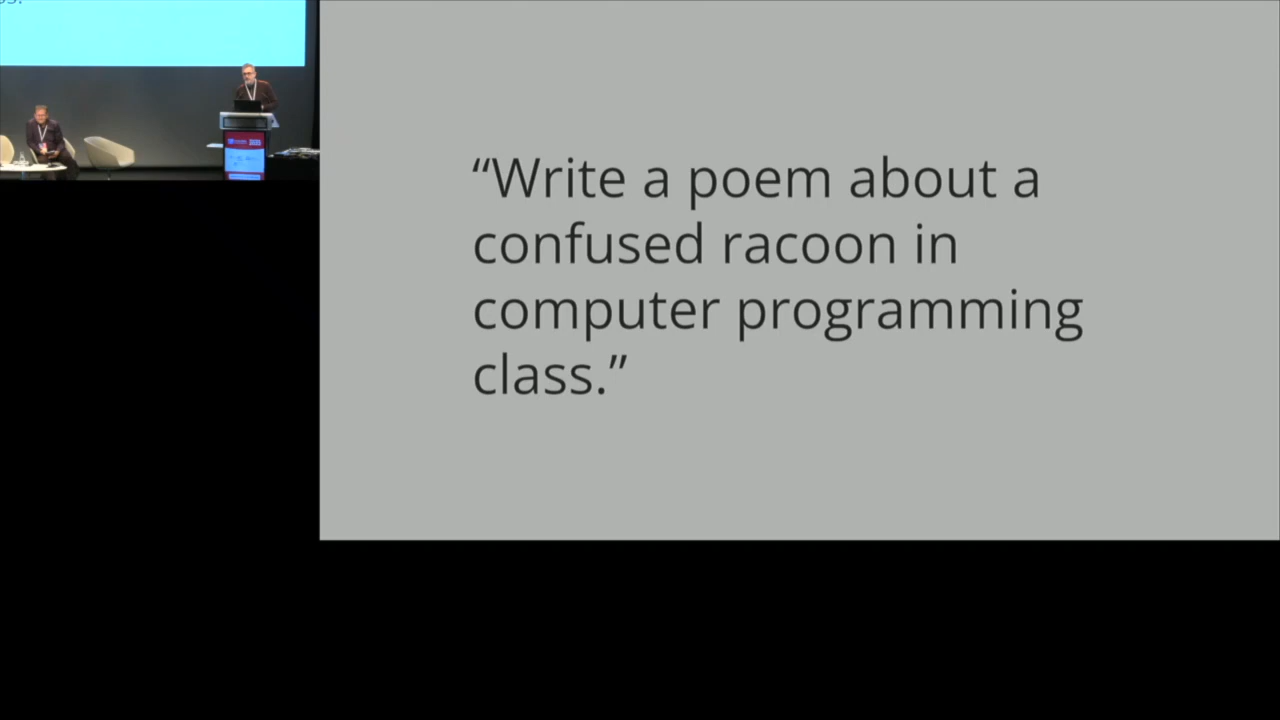 “Write a poem about a
confused racoon in
computer programming
class.”